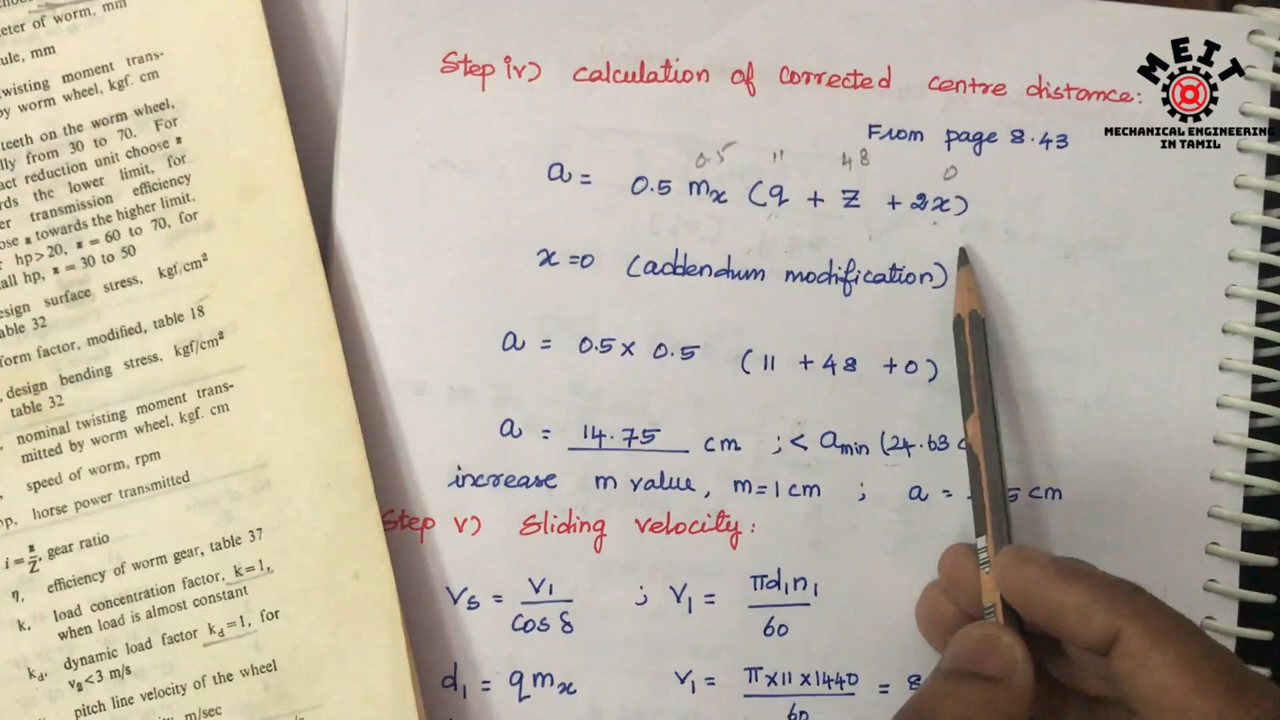 eter of worm, mm
ule, mm
wisting moment trans-
by worm wheel, kgf. cm
teeth on the worm wheel,
lly from 30 to 70. For
act reduction unit choose z
rds the lower limit, for
er transmission efficiency
ose z towards the higher limit.
hp>20, z = 60 to 70, for
all hp, z = 30 to 50
esign surface stress, kgf/cm²
able 32
form factor, modified, table 18
design bending stress, kgf/cm²
table 32
nominal twisting moment trans-
mitted by worm wheel, kgf. cm
speed of worm, rpm
hp, horse power transmitted
i = z/Z, gear ratio
η, efficiency of worm gear, table 37
k, load concentration factor, k=1,
when load is almost constant
kd, dynamic load factor kd=1, for
v₂<3 m/s
pitch line velocity of the wheel
m/sec
MEIT
MECHANICAL ENGINEERING
IN TAMIL
Step iv) calculation of corrected centre distance:
From page 8.43
0.5 11 48 0
a = 0.5 mx (q + z + 2x)
x = 0 (addendum modification)
a = 0.5 x 0.5 (11 + 48 + 0)
a = 14.75 cm ; < amin (24.63
increase m value, m = 1 cm ; a = 5 cm
Step v) Sliding velocity:
Vs = V1/cos δ ; V1 = πd1n1/60
d1 = qmx V1 = π×11×1440/60 = 8